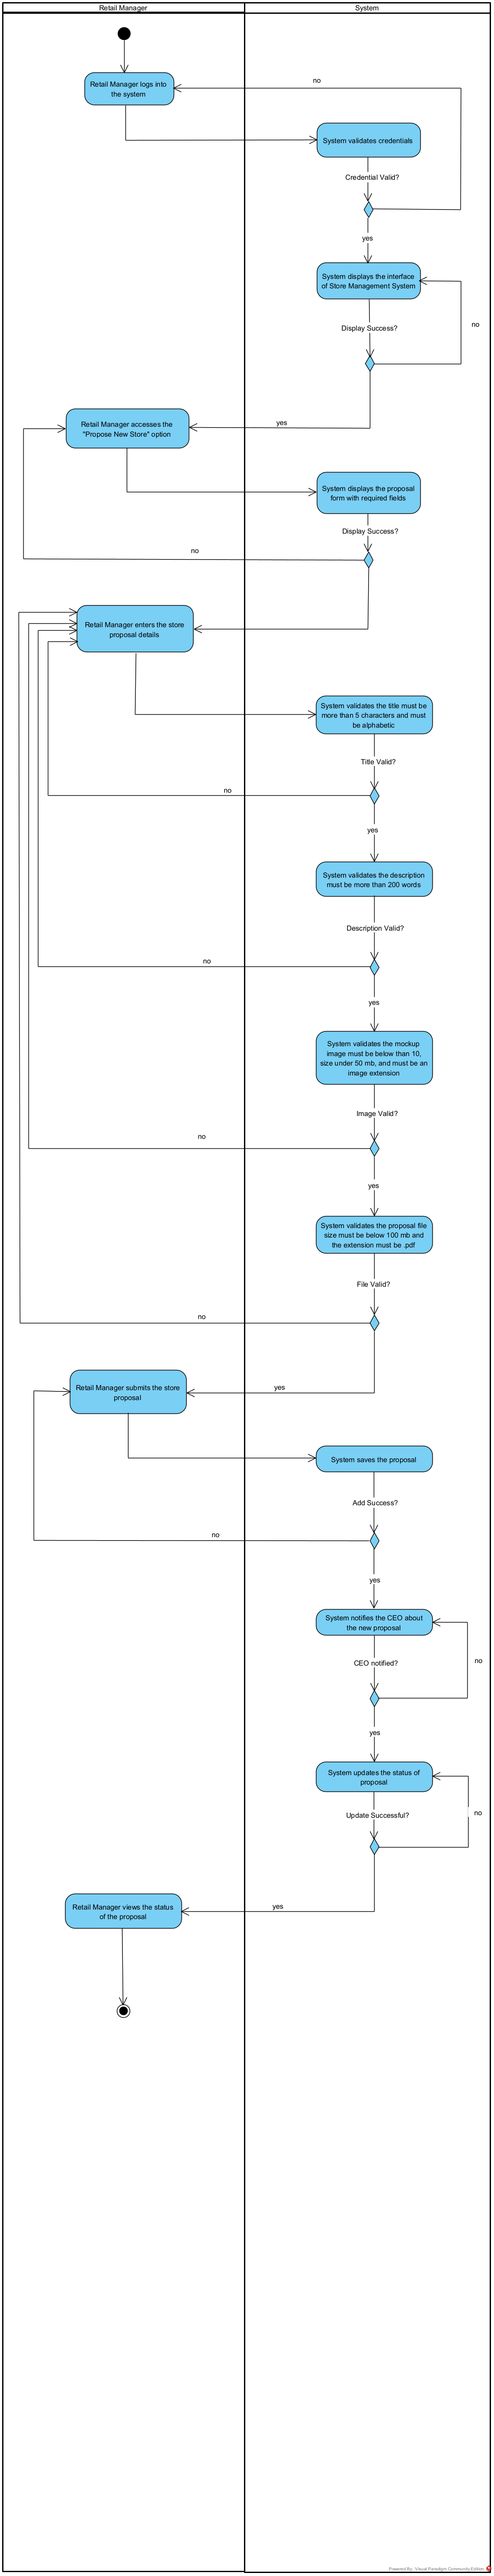 Retail Manager
System
Retail Manager logs into
the system
no
System validates credentials
Credential Valid?
yes
System displays the interface
of Store Management System
Display Success?
no
yes
Retail Manager accesses the
"Propose New Store" option
System displays the proposal
form with required fields
Display Success?
no
Retail Manager enters the store
proposal details
System validates the title must be
more than 5 characters and must
be alphabetic
Title Valid?
no
yes
System validates the description
must be more than 200 words
Description Valid?
no
yes
System validates the mockup
image must be below than 10,
size under 50 mb, and must be an
image extension
Image Valid?
no
yes
System validates the proposal file
size must be below 100 mb and
the extension must be .pdf
File Valid?
no
yes
Retail Manager submits the store
proposal
System saves the proposal
Add Success?
no
yes
System notifies the CEO about
the new proposal
CEO notified?
no
yes
System updates the status of
proposal
Update Successful?
no
yes
Retail Manager views the status
of the proposal
Powered By: Visual Paradigm Community Edition